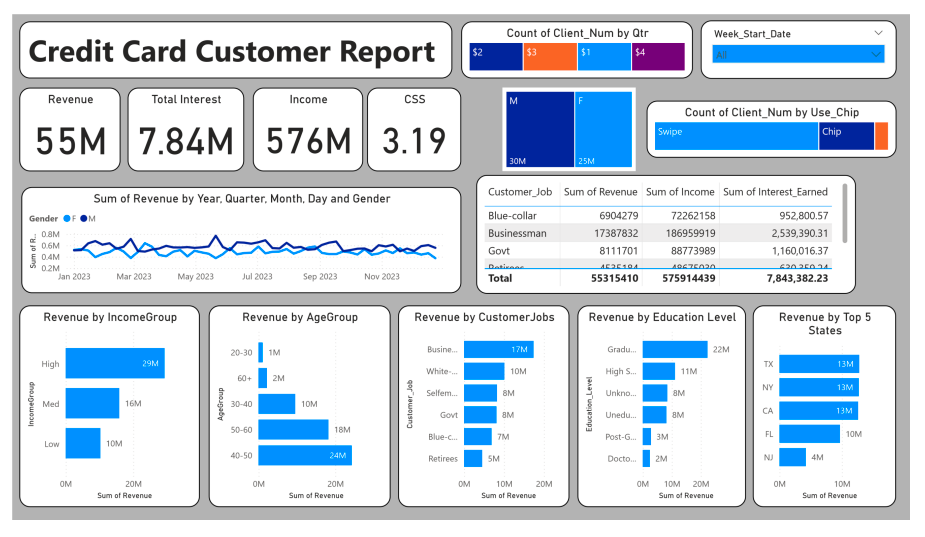 Credit Card Customer Report
Count of Client_Num by Qtr
$2 $3 $1 $4
Week_Start_Date
All
Revenue
55M
Total Interest
7.84M
Income
576M
CSS
3.19
M F
30M 25M
Count of Client_Num by Use_Chip
Swipe Chip
Sum of Revenue by Year, Quarter, Month, Day and Gender
Gender F M
Sum of R...
0.8M
0.6M
0.4M
0.2M
Jan 2023 Mar 2023 May 2023 Jul 2023 Sep 2023 Nov 2023
Customer_Job Sum of Revenue Sum of Income Sum of Interest_Earned
Blue-collar 6904279 72262158 952,800.57
Businessman 17387832 186959919 2,539,390.31
Govt 8111701 88773989 1,160,016.37
Retirees 4535184 48675030 630,359.24
Total 55315410 575914439 7,843,382.23
Revenue by IncomeGroup
IncomeGroup
High 29M
Med 16M
Low 10M
0M 20M
Sum of Revenue
Revenue by AgeGroup
AgeGroup
20-30 1M
60+ 2M
30-40 10M
50-60 18M
40-50 24M
0M 20M
Sum of Revenue
Revenue by CustomerJobs
Customer_Job
Busine... 17M
White-... 10M
Selfem... 8M
Govt 8M
Blue-c... 7M
Retirees 5M
0M 10M 20M
Sum of Revenue
Revenue by Education Level
Education_Level
Gradu... 22M
High S... 11M
Unkno... 8M
Unedu... 8M
Post-G... 3M
Docto... 2M
0M 10M 20M
Sum of Revenue
Revenue by Top 5
States
TX 13M
NY 13M
CA 13M
FL 10M
NJ 4M
0M 10M
Sum of Revenue